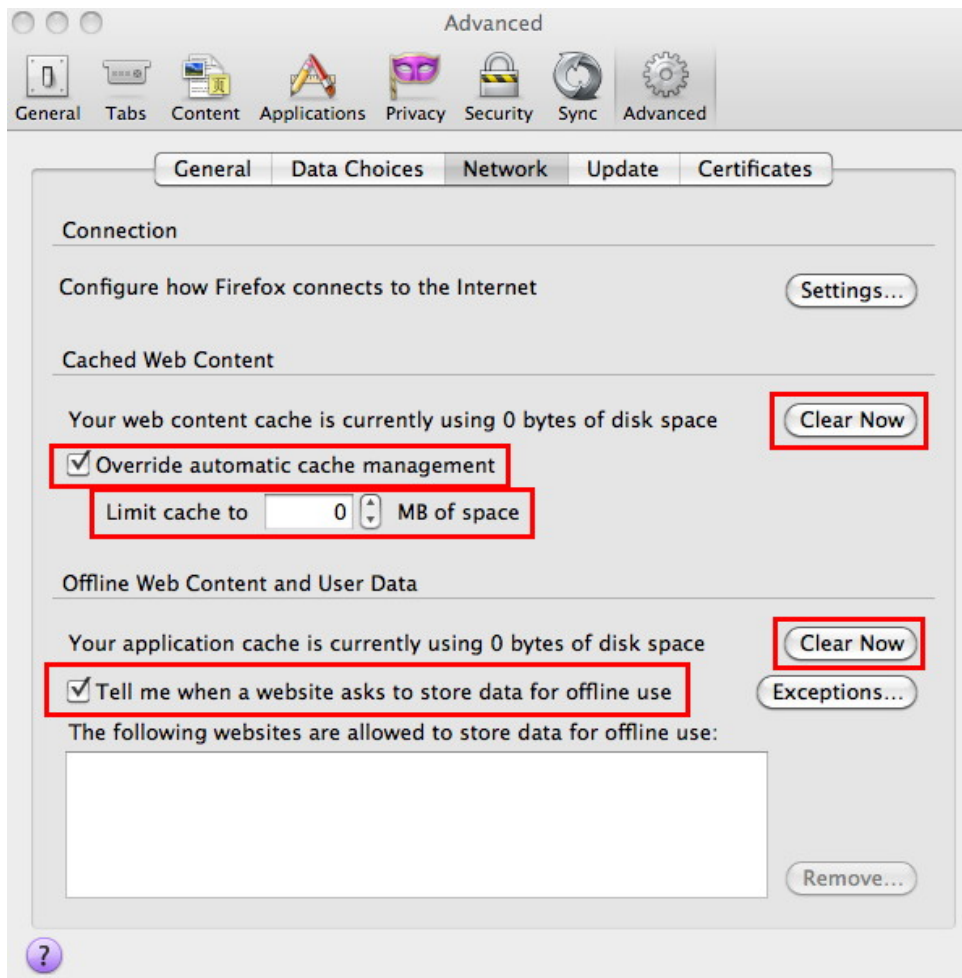 Advanced
General Tabs Content Applications Privacy Security Sync Advanced
General Data Choices Network Update Certificates
Connection
Configure how Firefox connects to the Internet Settings...
Cached Web Content
Your web content cache is currently using 0 bytes of disk space Clear Now
Override automatic cache management
Limit cache to 0 MB of space
Offline Web Content and User Data
Your application cache is currently using 0 bytes of disk space Clear Now
Tell me when a website asks to store data for offline use Exceptions...
The following websites are allowed to store data for offline use:
Remove...
?